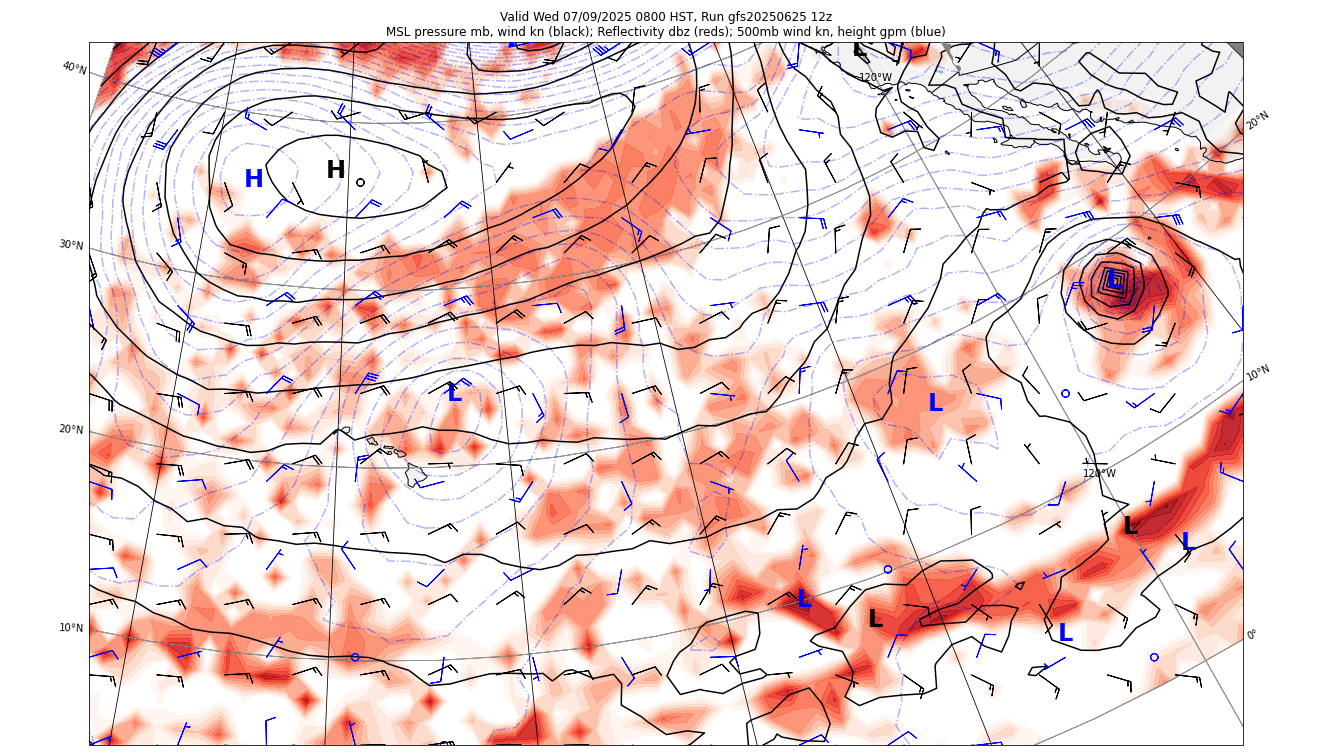 Valid Wed 07/09/2025 0800 HST, Run gfs20250625 12z
MSL pressure mb, wind kn (black); Reflectivity dbz (reds); 500mb wind kn, height gpm (blue)
L
40°N
120°W
20°N
H
H
30°N
L
10°N
L
L
20°N
120°W
L
L
L
L
10°N
L
0°